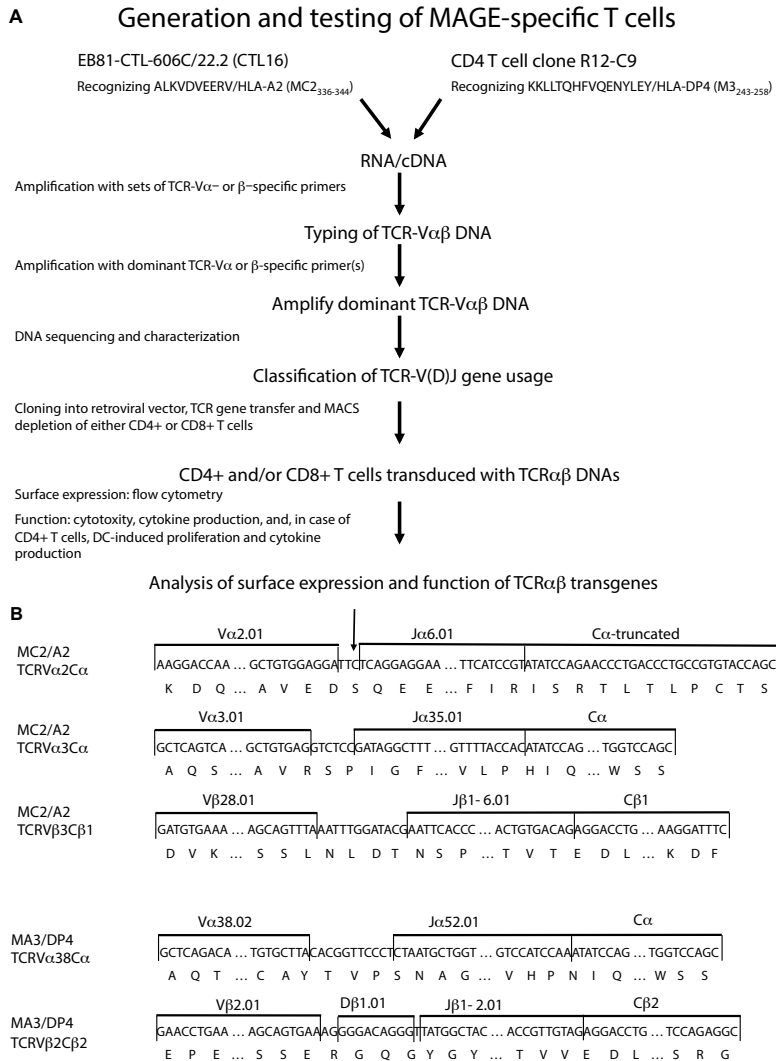 A
Generation and testing of MAGE-specific T cells
EB81-CTL-606C/22.2 (CTL16)
Recognizing ALKVDVEERV/HLA-A2 (MC2336-344)
CD4 T cell clone R12-C9
Recognizing KKLLTQHFVQENYLEY/HLA-DP4 (M3243-258)
RNA/cDNA
Amplification with sets of TCR-Vα– or β–specific primers
Typing of TCR-Vαβ DNA
Amplification with dominant TCR-Vα or β-specific primer(s)
Amplify dominant TCR-Vαβ DNA
DNA sequencing and characterization
Classification of TCR-V(D)J gene usage
Cloning into retroviral vector, TCR gene transfer and MACS
depletion of either CD4+ or CD8+ T cells
CD4+ and/or CD8+ T cells transduced with TCRαβ DNAs
Surface expression: flow cytometry
Function: cytotoxity, cytokine production, and, in case of
CD4+ T cells, DC-induced proliferation and cytokine
production
Analysis of surface expression and function of TCRαβ transgenes
B
MC2/A2
TCRVα2Cα
Vα2.01 Jα6.01 Cα-truncated
AAGGACCAA ... GCTGTGGAGGATTCTCAGGAGGAA ... TTCATCCGTATATCCAGAACCCTGACCCTGCCGTGTACCAGC
K D Q ... A V E D S Q E E ... F I R I S R T L T L P C T S
MC2/A2
TCRVα3Cα
Vα3.01 Jα35.01 Cα
GCTCAGTCA ... GCTGTGAGGTCTCCGATAGGCTTT ... GTTTTACCACATATCCAG ... TGGTCCAGC
A Q S ... A V R S P I G F ... V L P H I Q ... W S S
MC2/A2
TCRVβ3Cβ1
Vβ28.01 Jβ1- 6.01 Cβ1
GATGTGAAA ... AGCAGTTTAAATTTGGATACGAATTCACCC ... ACTGTGACAGAGGACCTG ... AAGGATTTC
D V K ... S S L N L D T N S P ... T V T E D L ... K D F
MA3/DP4
TCRVα38Cα
Vα38.02 Jα52.01 Cα
GCTCAGACA ... TGTGCTTACACGGTTCCCTCTAATGCTGGT ... GTCCATCCAAATATCCAG ... TGGTCCAGC
A Q T ... C A Y T V P S N A G ... V H P N I Q ... W S S
MA3/DP4
TCRVβ2Cβ2
Vβ2.01 Dβ1.01 Jβ1- 2.01 Cβ2
GAACCTGAA ... AGCAGTGAAAGGGGACAGGGTTATGGCTAC ... ACCGTTGTAGAGGACCTG ... TCCAGAGGC
E P E ... S S E R G Q G Y G Y ... T V V E D L ... S R G